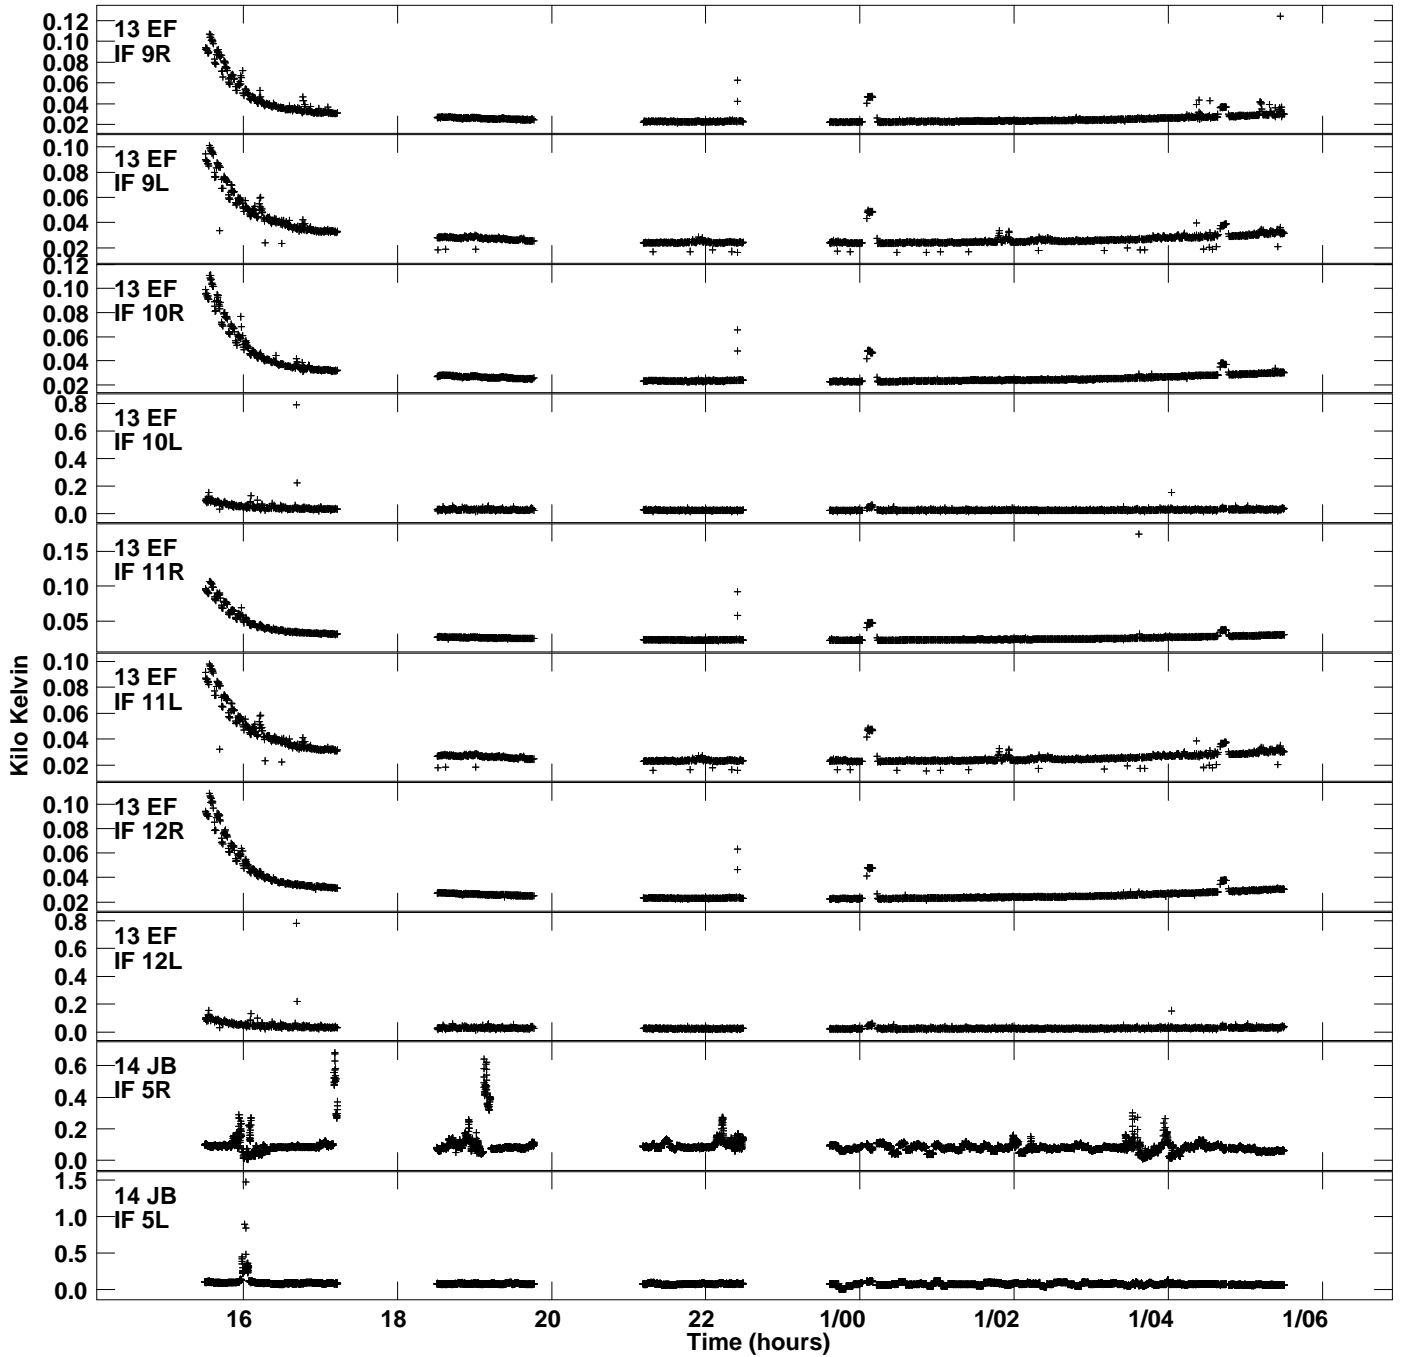 0.12
0.10
0.08
0.06
0.04
0.02
13 EF
IF 9R
0.10
0.08
0.06
0.04
0.02
13 EF
IF 9L
0.12
0.10
0.08
0.06
0.04
0.02
13 EF
IF 10R
0.8
0.6
0.4
0.2
0.0
13 EF
IF 10L
0.15
0.10
0.05
13 EF
IF 11R
0.10
0.08
0.06
0.04
0.02
13 EF
IF 11L
0.10
0.08
0.06
0.04
0.02
13 EF
IF 12R
0.8
0.6
0.4
0.2
0.0
13 EF
IF 12L
0.6
0.4
0.2
0.0
14 JB
IF 5R
1.5
1.0
0.5
0.0
14 JB
IF 5L
Kilo Kelvin
16 18 20 22 1/00 1/02 1/04 1/06
Time (hours)